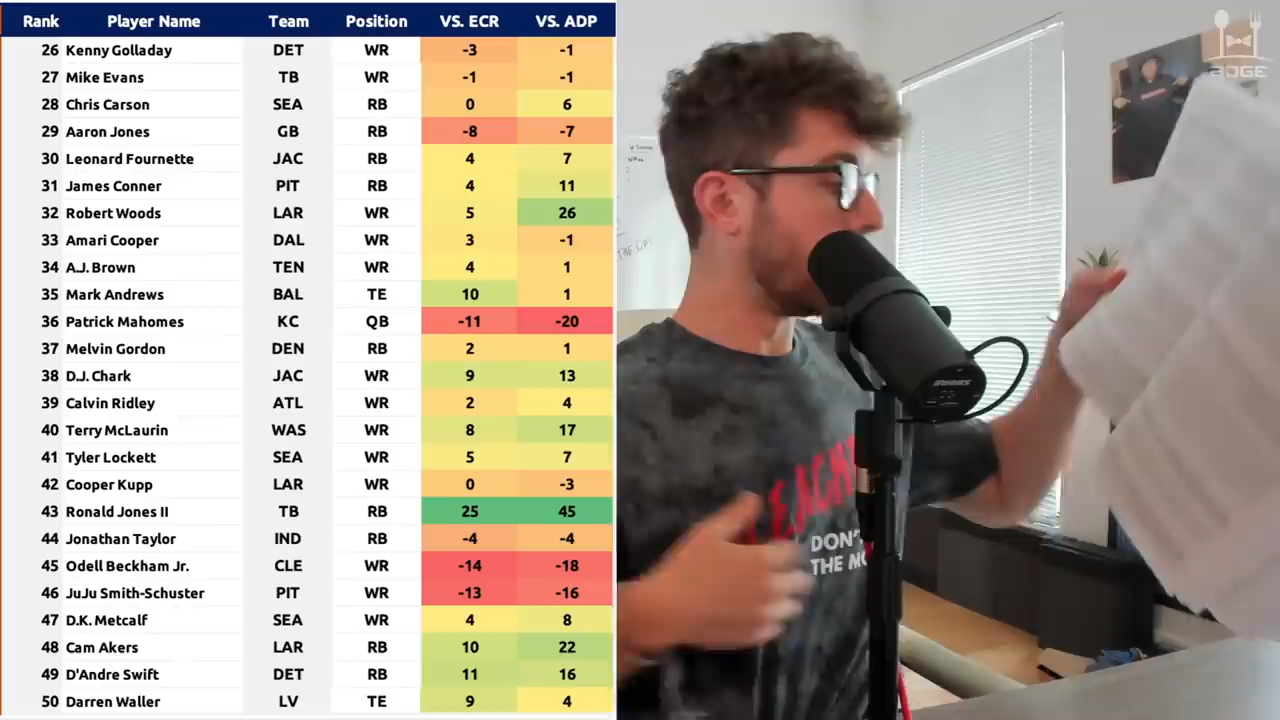 Rank Player Name Team Position VS. ECR VS. ADP
26 Kenny Golladay DET WR -3 -1
27 Mike Evans TB WR -1 -1
28 Chris Carson SEA RB 0 6
29 Aaron Jones GB RB -8 -7
30 Leonard Fournette JAC RB 4 7
31 James Conner PIT RB 4 11
32 Robert Woods LAR WR 5 26
33 Amari Cooper DAL WR 3 -1
34 A.J. Brown TEN WR 4 1
35 Mark Andrews BAL TE 10 1
36 Patrick Mahomes KC QB -11 -20
37 Melvin Gordon DEN RB 2 1
38 D.J. Chark JAC WR 9 13
39 Calvin Ridley ATL WR 2 4
40 Terry McLaurin WAS WR 8 17
41 Tyler Lockett SEA WR 5 7
42 Cooper Kupp LAR WR 0 -3
43 Ronald Jones II TB RB 25 45
44 Jonathan Taylor IND RB -4 -4
45 Odell Beckham Jr. CLE WR -14 -18
46 JuJu Smith-Schuster PIT WR -13 -16
47 D.K. Metcalf SEA WR 4 8
48 Cam Akers LAR RB 10 22
49 D'Andre Swift DET RB 11 16
50 Darren Waller LV TE 9 4
BDGE
DON'T
THE